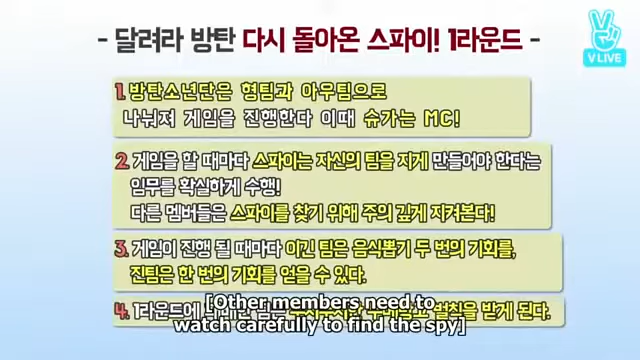 - 달려라 방탄 다시 돌아온 스파이! 1라운드 -
V LIVE
1. 방탄소년단은 형팀과 아우팀으로
나눠져 게임을 진행한다 이때 슈가는 MC!
2. 게임을 할 때마다 스파이는 자신의 팀을 지게 만들어야 한다는
임무를 확실하게 수행!
다른 멤버들은 스파이를 찾기 위해 주의 깊게 지켜본다!
3. 게임이 진행 될 때마다 이긴 팀은 음식뽑기 두 번의 기회를,
진팀은 한 번의 기회를 얻을 수 있다.
4. 1라운드에 벌칙을 받게 된다.
[Other members need to
watch carefully to find the spy]